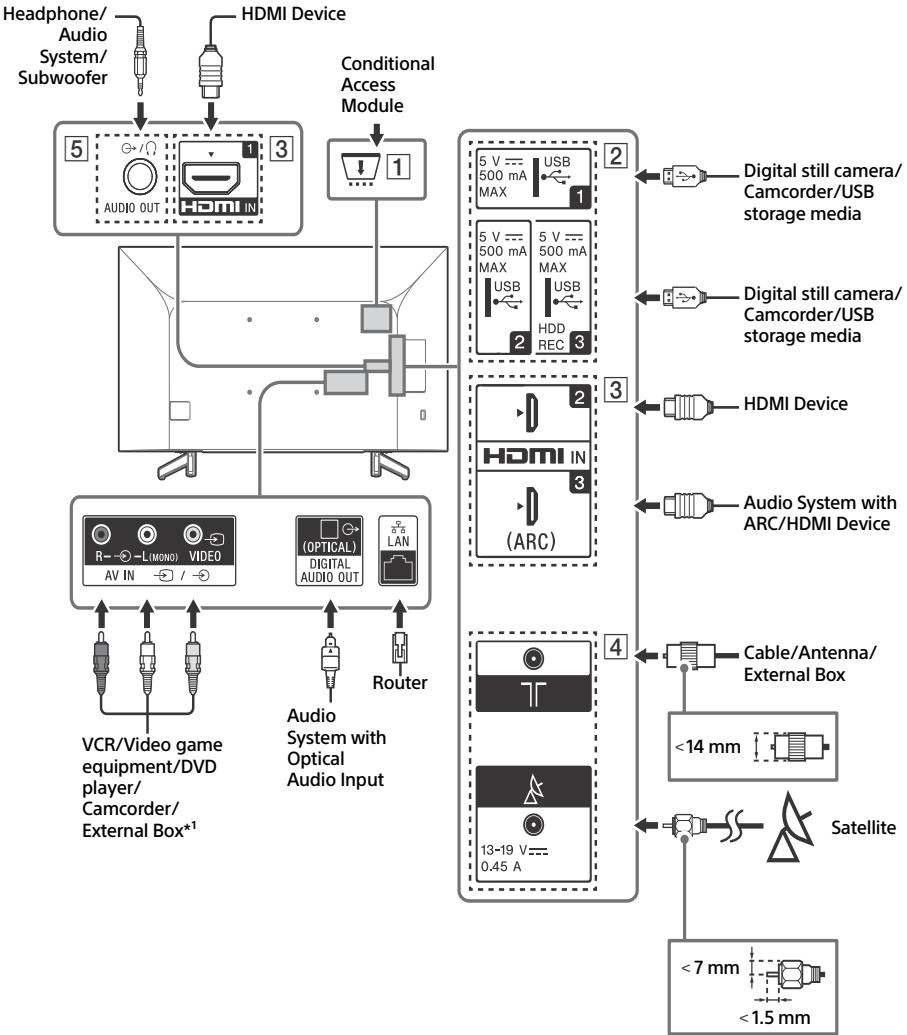 Headphone/
Audio
System/
Subwoofer
HDMI Device
Conditional
Access
Module
5
AUDIO OUT
1
3
HDMI IN
1
5 V
500 mA
MAX
USB
1
2
Digital still camera/
Camcorder/USB
storage media
5 V
500 mA
MAX
USB
2
5 V
500 mA
MAX
USB
HDD
REC 3
Digital still camera/
Camcorder/USB
storage media
2
3
HDMI Device
HDMI IN
3
(ARC)
Audio System with
ARC/HDMI Device
R- -L(MONO) VIDEO
AV IN /
(OPTICAL)
DIGITAL
AUDIO OUT
LAN
VCR/Video game
equipment/DVD
player/
Camcorder/
External Box*1
Audio
System with
Optical
Audio Input
Router
4
Cable/Antenna/
External Box
<14 mm
13-19 V
0.45 A
Satellite
<7 mm
<1.5 mm